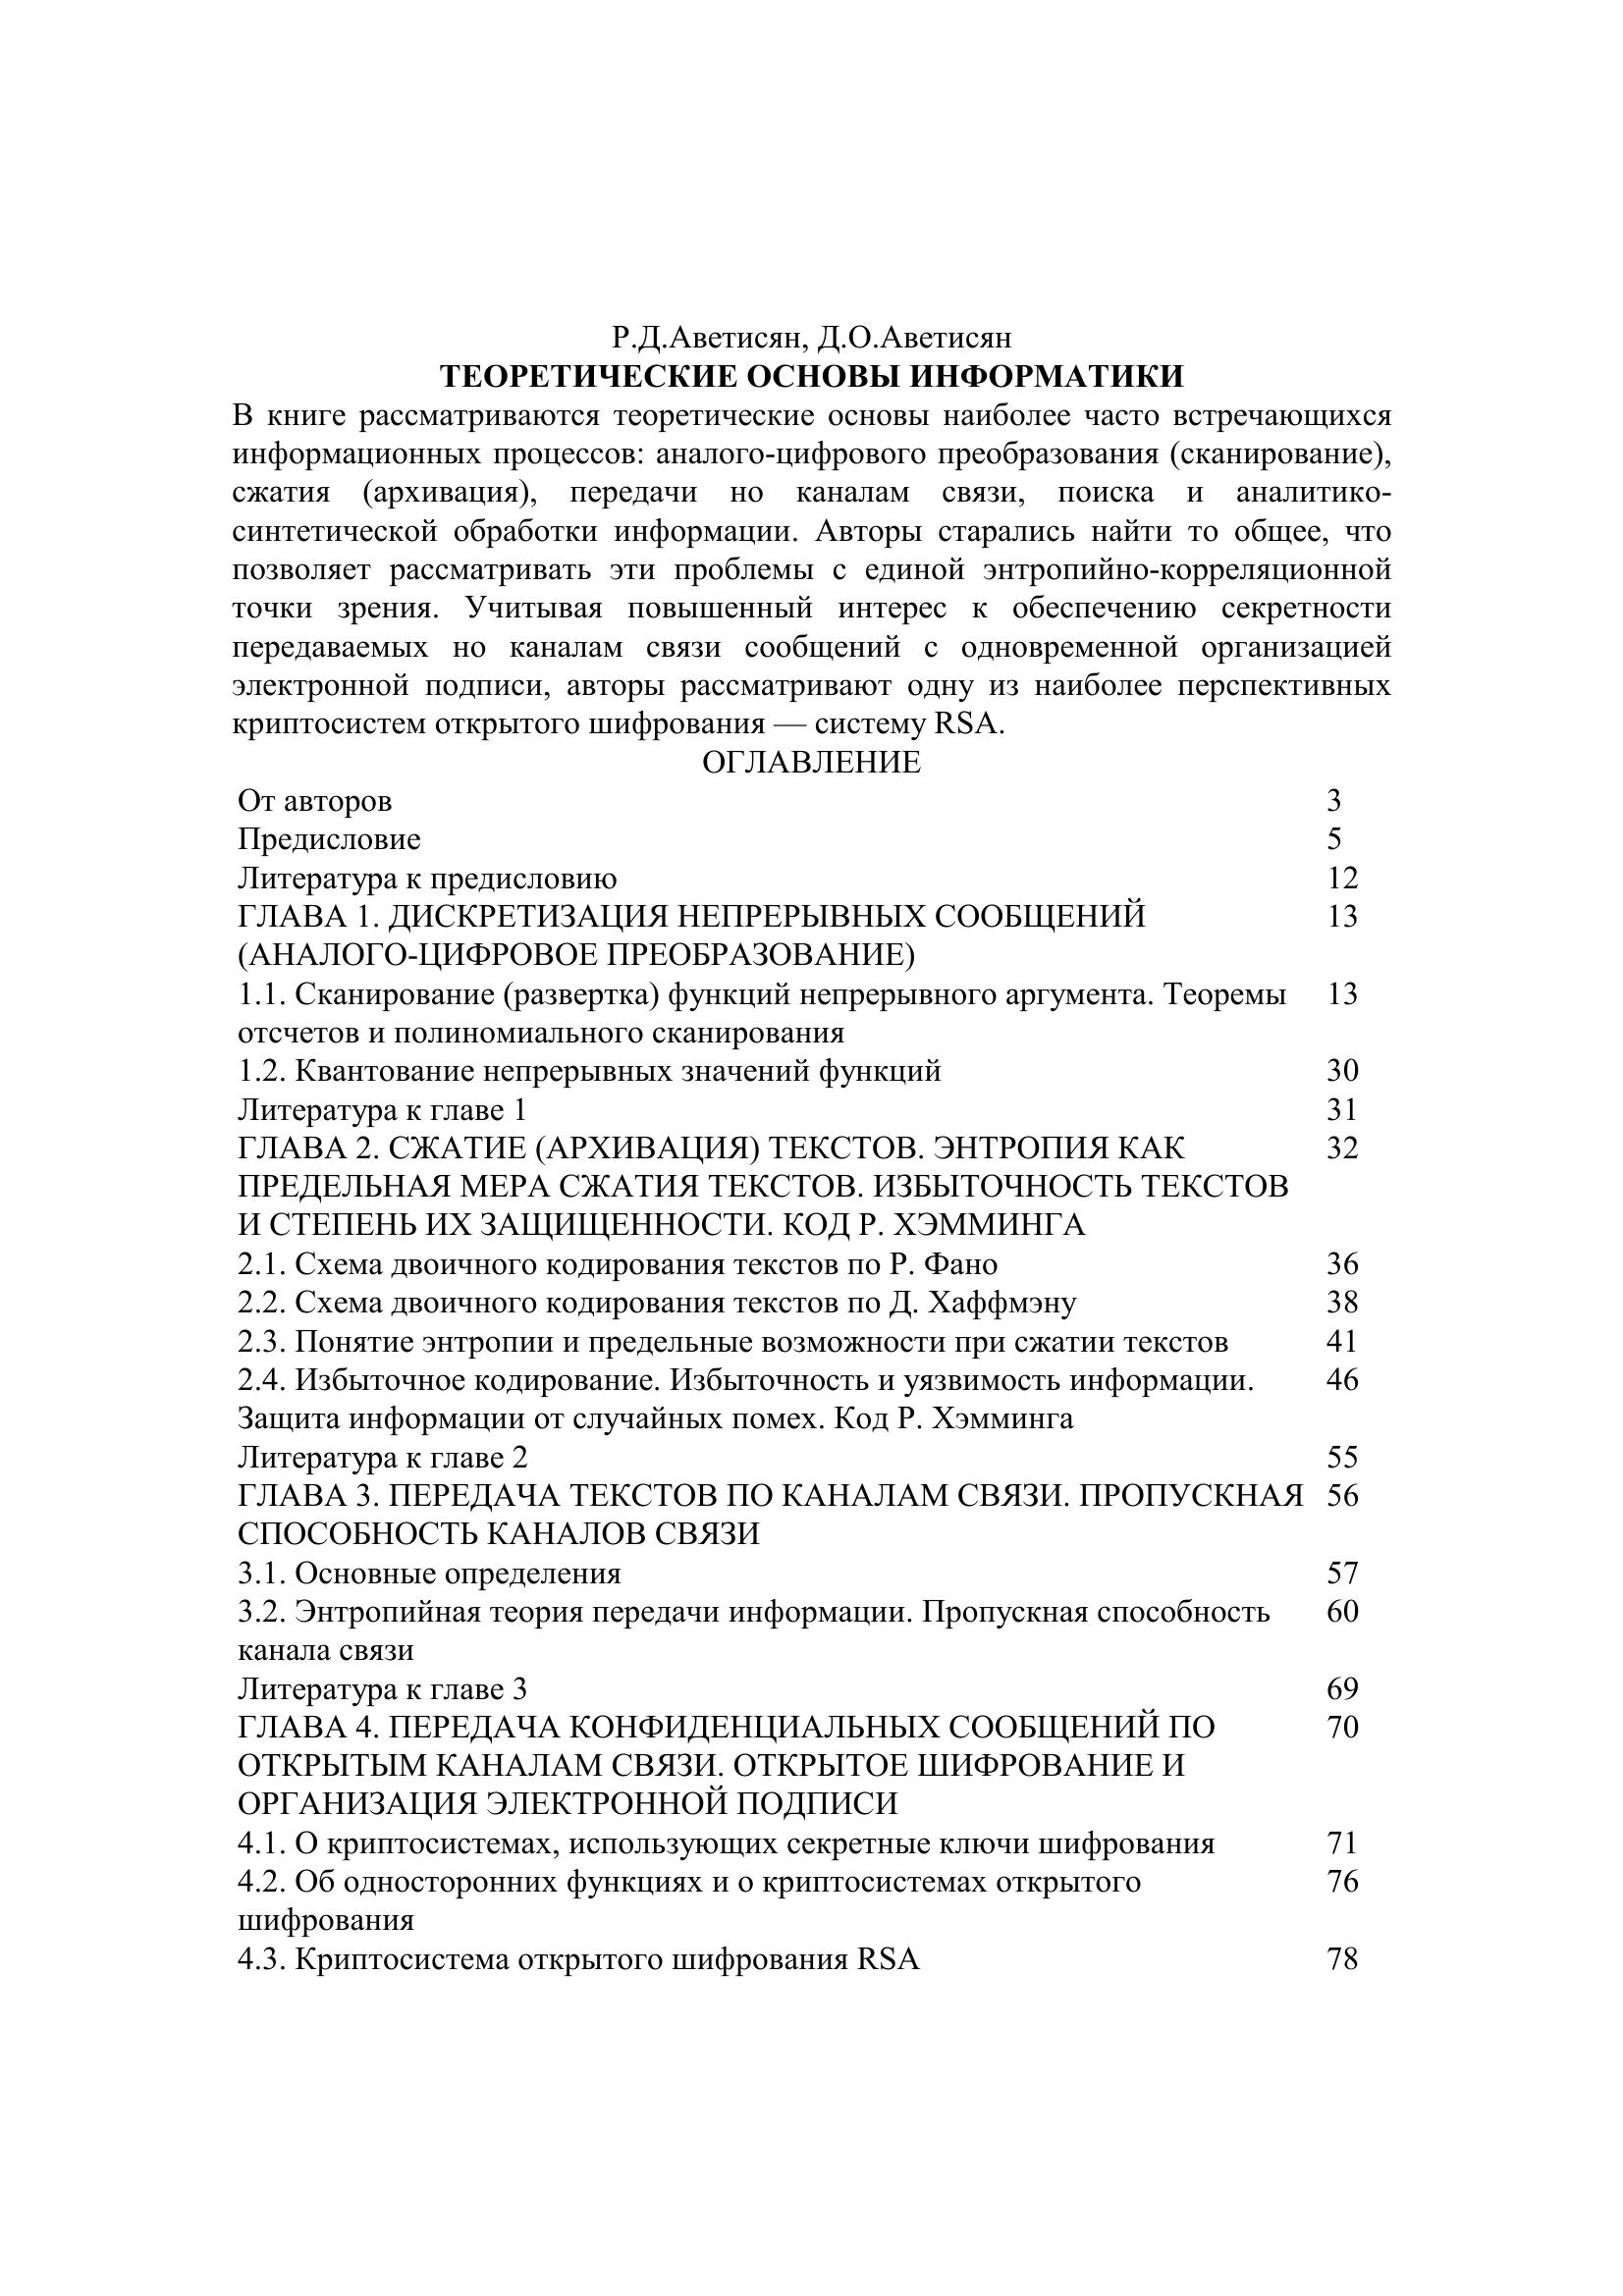 Р.Д.Аветисян, Д.О.Аветисян
ТЕОРЕТИЧЕСКИЕ ОСНОВЫ ИНФОРМАТИКИ
В книге рассматриваются теоретические основы наиболее часто встречающихся
информационных процессов: аналого-цифрового преобразования (сканирование),
сжатия (архивация), передачи но каналам связи, поиска и аналитико-
синтетической обработки информации. Авторы старались найти то общее, что
позволяет рассматривать эти проблемы с единой энтропийно-корреляционной
точки зрения. Учитывая повышенный интерес к обеспечению секретности
передаваемых но каналам связи сообщений с одновременной организацией
электронной подписи, авторы рассматривают одну из наиболее перспективных
криптосистем открытого шифрования — систему RSA.
ОГЛАВЛЕНИЕ
От авторов 3
Предисловие 5
Литература к предисловию 12
ГЛАВА 1. ДИСКРЕТИЗАЦИЯ НЕПРЕРЫВНЫХ СООБЩЕНИЙ 13
(АНАЛОГО-ЦИФРОВОЕ ПРЕОБРАЗОВАНИЕ)
1.1. Сканирование (развертка) функций непрерывного аргумента. Теоремы 13
отсчетов и полиномиального сканирования
1.2. Квантование непрерывных значений функций 30
Литература к главе 1 31
ГЛАВА 2. СЖАТИЕ (АРХИВАЦИЯ) ТЕКСТОВ. ЭНТРОПИЯ КАК 32
ПРЕДЕЛЬНАЯ МЕРА СЖАТИЯ ТЕКСТОВ. ИЗБЫТОЧНОСТЬ ТЕКСТОВ
И СТЕПЕНЬ ИХ ЗАЩИЩЕННОСТИ. КОД Р. ХЭММИНГА
2.1. Схема двоичного кодирования текстов по Р. Фано 36
2.2. Схема двоичного кодирования текстов по Д. Хаффмэну 38
2.3. Понятие энтропии и предельные возможности при сжатии текстов 41
2.4. Избыточное кодирование. Избыточность и уязвимость информации. 46
Защита информации от случайных помех. Код Р. Хэмминга
Литература к главе 2 55
ГЛАВА 3. ПЕРЕДАЧА ТЕКСТОВ ПО КАНАЛАМ СВЯЗИ. ПРОПУСКНАЯ 56
СПОСОБНОСТЬ КАНАЛОВ СВЯЗИ
3.1. Основные определения 57
3.2. Энтропийная теория передачи информации. Пропускная способность 60
канала связи
Литература к главе 3 69
ГЛАВА 4. ПЕРЕДАЧА КОНФИДЕНЦИАЛЬНЫХ СООБЩЕНИЙ ПО 70
ОТКРЫТЫМ КАНАЛАМ СВЯЗИ. ОТКРЫТОЕ ШИФРОВАНИЕ И
ОРГАНИЗАЦИЯ ЭЛЕКТРОННОЙ ПОДПИСИ
4.1. О криптосистемах, использующих секретные ключи шифрования 71
4.2. Об односторонних функциях и о криптосистемах открытого 76
шифрования
4.3. Криптосистема открытого шифрования RSA 78